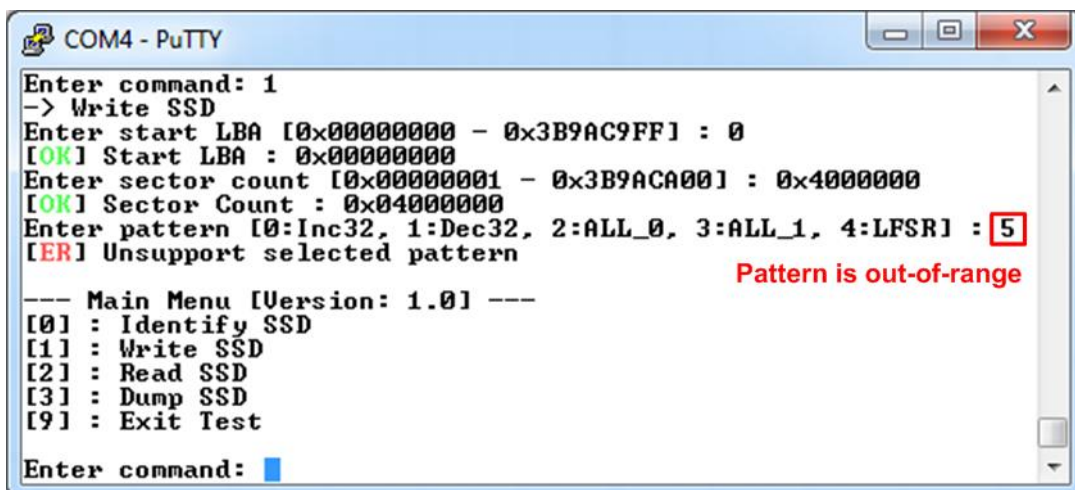 COM4 - PuTTY
Enter command: 1
-> Write SSD
Enter start LBA [0x00000000 - 0x3B9AC9FF] : 0
[OK] Start LBA : 0x00000000
Enter sector count [0x00000001 - 0x3B9ACA00] : 0x4000000
[OK] Sector Count : 0x04000000
Enter pattern [0:Inc32, 1:Dec32, 2:ALL_0, 3:ALL_1, 4:LFSR] : 5
[ER] Unsupport selected pattern
Pattern is out-of-range
--- Main Menu [Version: 1.0] ---
[0] : Identify SSD
[1] : Write SSD
[2] : Read SSD
[3] : Dump SSD
[9] : Exit Test
Enter command: